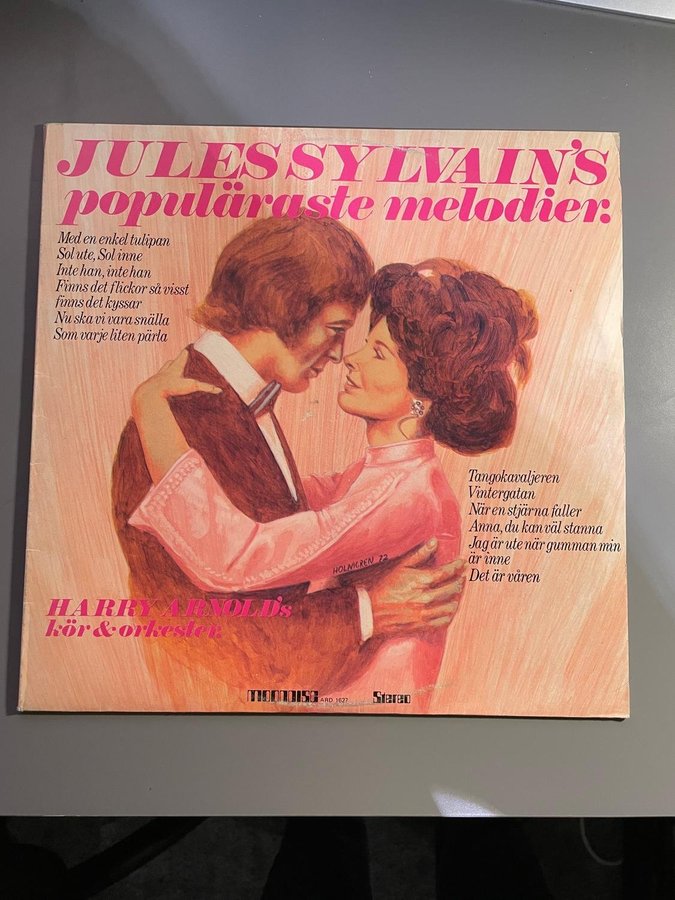 JULES SYLVAIN'S
populäraste melodier.
Med en enkel tulipan
Sol ute, Sol inne
Inte han, inte han
Finns det flickor så visst
finns det kyssar
Nu ska vi vara snälla
Som varje liten pärla
Tangokavaljeren
Vintergatan
När en stjärna faller
Anna, du kan väl stanna
Jag är ute när gumman min
är inne
Det är våren
HOLMGREN 72
HARRY ARNOLD's
kör & orkester.
MONODISC ARD 1627 Stereo